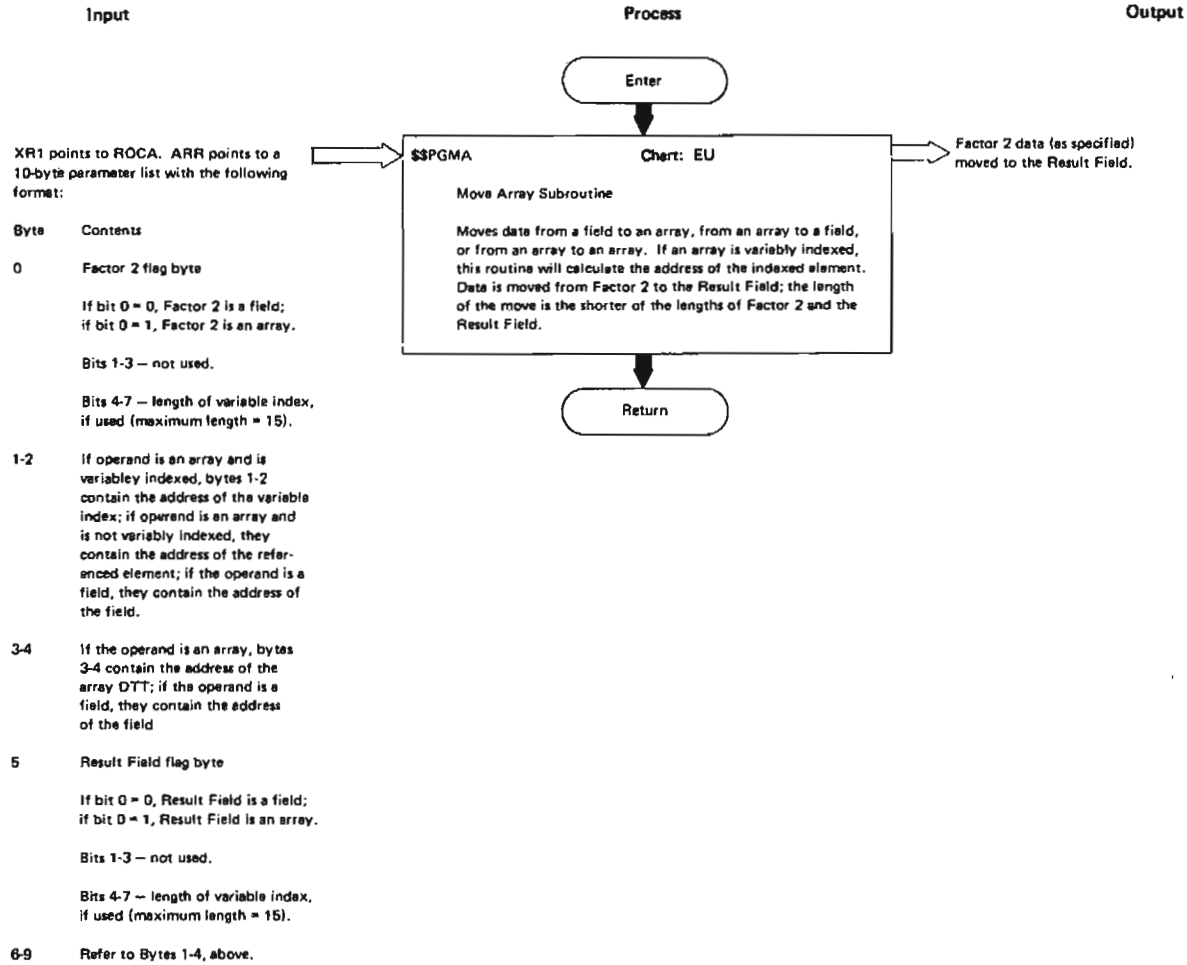 Input
Process
Output
Enter
XR1 points to ROCA. ARR points to a
10-byte parameter list with the following
format:
Byte Contents
0 Factor 2 flag byte
If bit 0 = 0, Factor 2 is a field;
if bit 0 = 1, Factor 2 is an array.
Bits 1-3 — not used.
Bits 4-7 — length of variable index,
if used (maximum length = 15).
1-2 If operand is an array and is
variabley indexed, bytes 1-2
contain the address of the variable
index; if operand is an array and
is not variably indexed, they
contain the address of the refer-
enced element; if the operand is a
field, they contain the address of
the field.
3-4 If the operand is an array, bytes
3-4 contain the address of the
array DTT; if the operand is a
field, they contain the address
of the field
5 Result Field flag byte
If bit 0 = 0, Result Field is a field;
if bit 0 = 1, Result Field is an array.
Bits 1-3 — not used.
Bits 4-7 — length of variable index,
if used (maximum length = 15).
6-9 Refer to Bytes 1-4, above.
$$PGMA Chart: EU
Move Array Subroutine
Moves data from a field to an array, from an array to a field,
or from an array to an array. If an array is variably indexed,
this routine will calculate the address of the indexed element.
Data is moved from Factor 2 to the Result Field; the length
of the move is the shorter of the lengths of Factor 2 and the
Result Field.
Return
Factor 2 data (as specified)
moved to the Result Field.